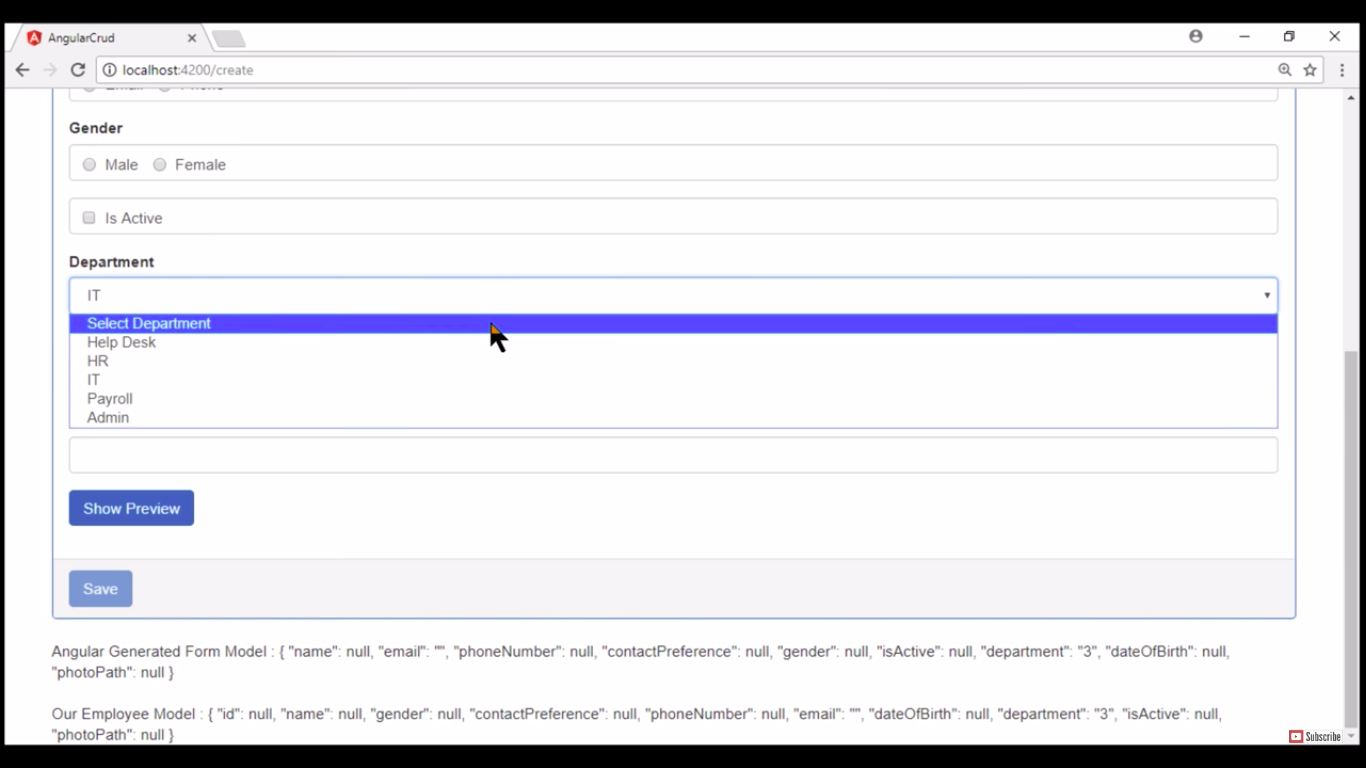 AngularCrud
localhost:4200/create
Email Phone
Gender
Male Female
Is Active
Department
IT
Select Department
Help Desk
HR
IT
Payroll
Admin
Show Preview
Save
Angular Generated Form Model : { "name": null, "email": "", "phoneNumber": null, "contactPreference": null, "gender": null, "isActive": null, "department": "3", "dateOfBirth": null,
"photoPath": null }
Our Employee Model : { "id": null, "name": null, "gender": null, "contactPreference": null, "phoneNumber": null, "email": "", "dateOfBirth": null, "department": "3", "isActive": null,
"photoPath": null }
Subscribe